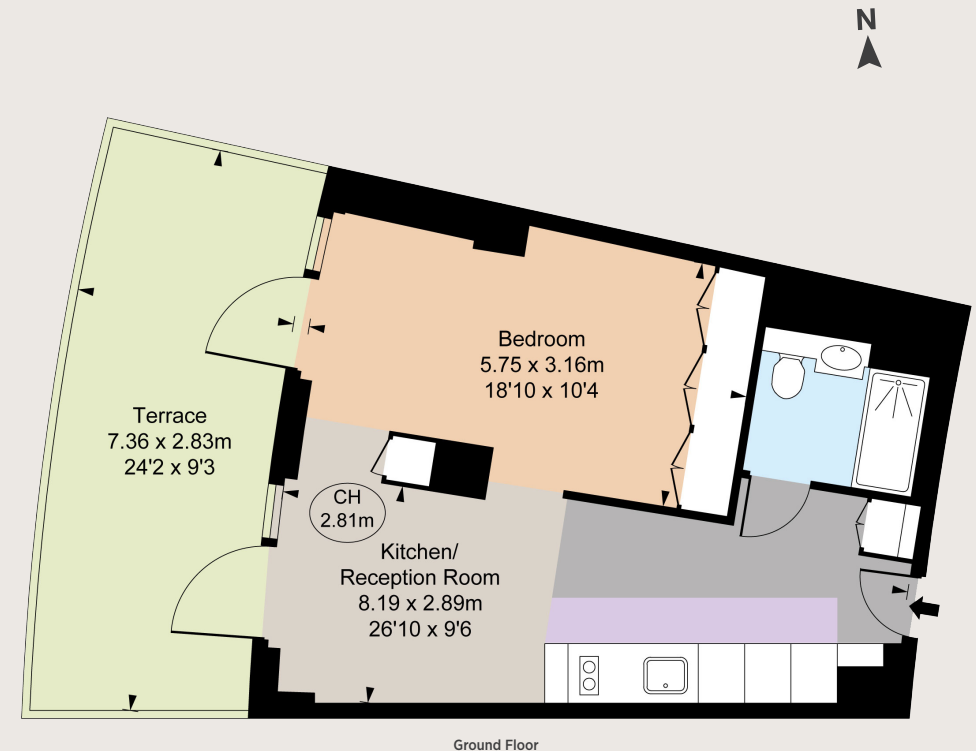 N
Bedroom
5.75 x 3.16m
18'10 x 10'4
Terrace
7.36 x 2.83m
24'2 x 9'3
CH
2.81m
Kitchen/
Reception Room
8.19 x 2.89m
26'10 x 9'6
Ground Floor